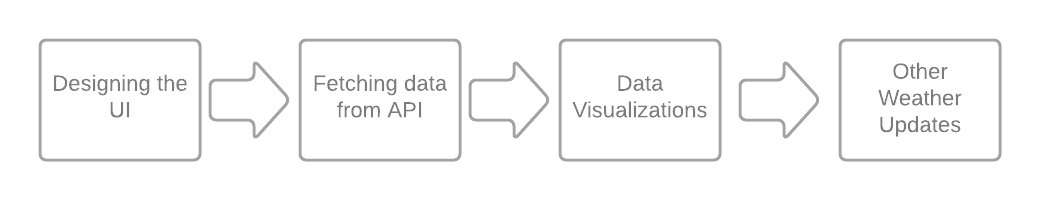 Designing the
UI
Fetching data
from API
Data
Visualizations
Other
Weather
Updates